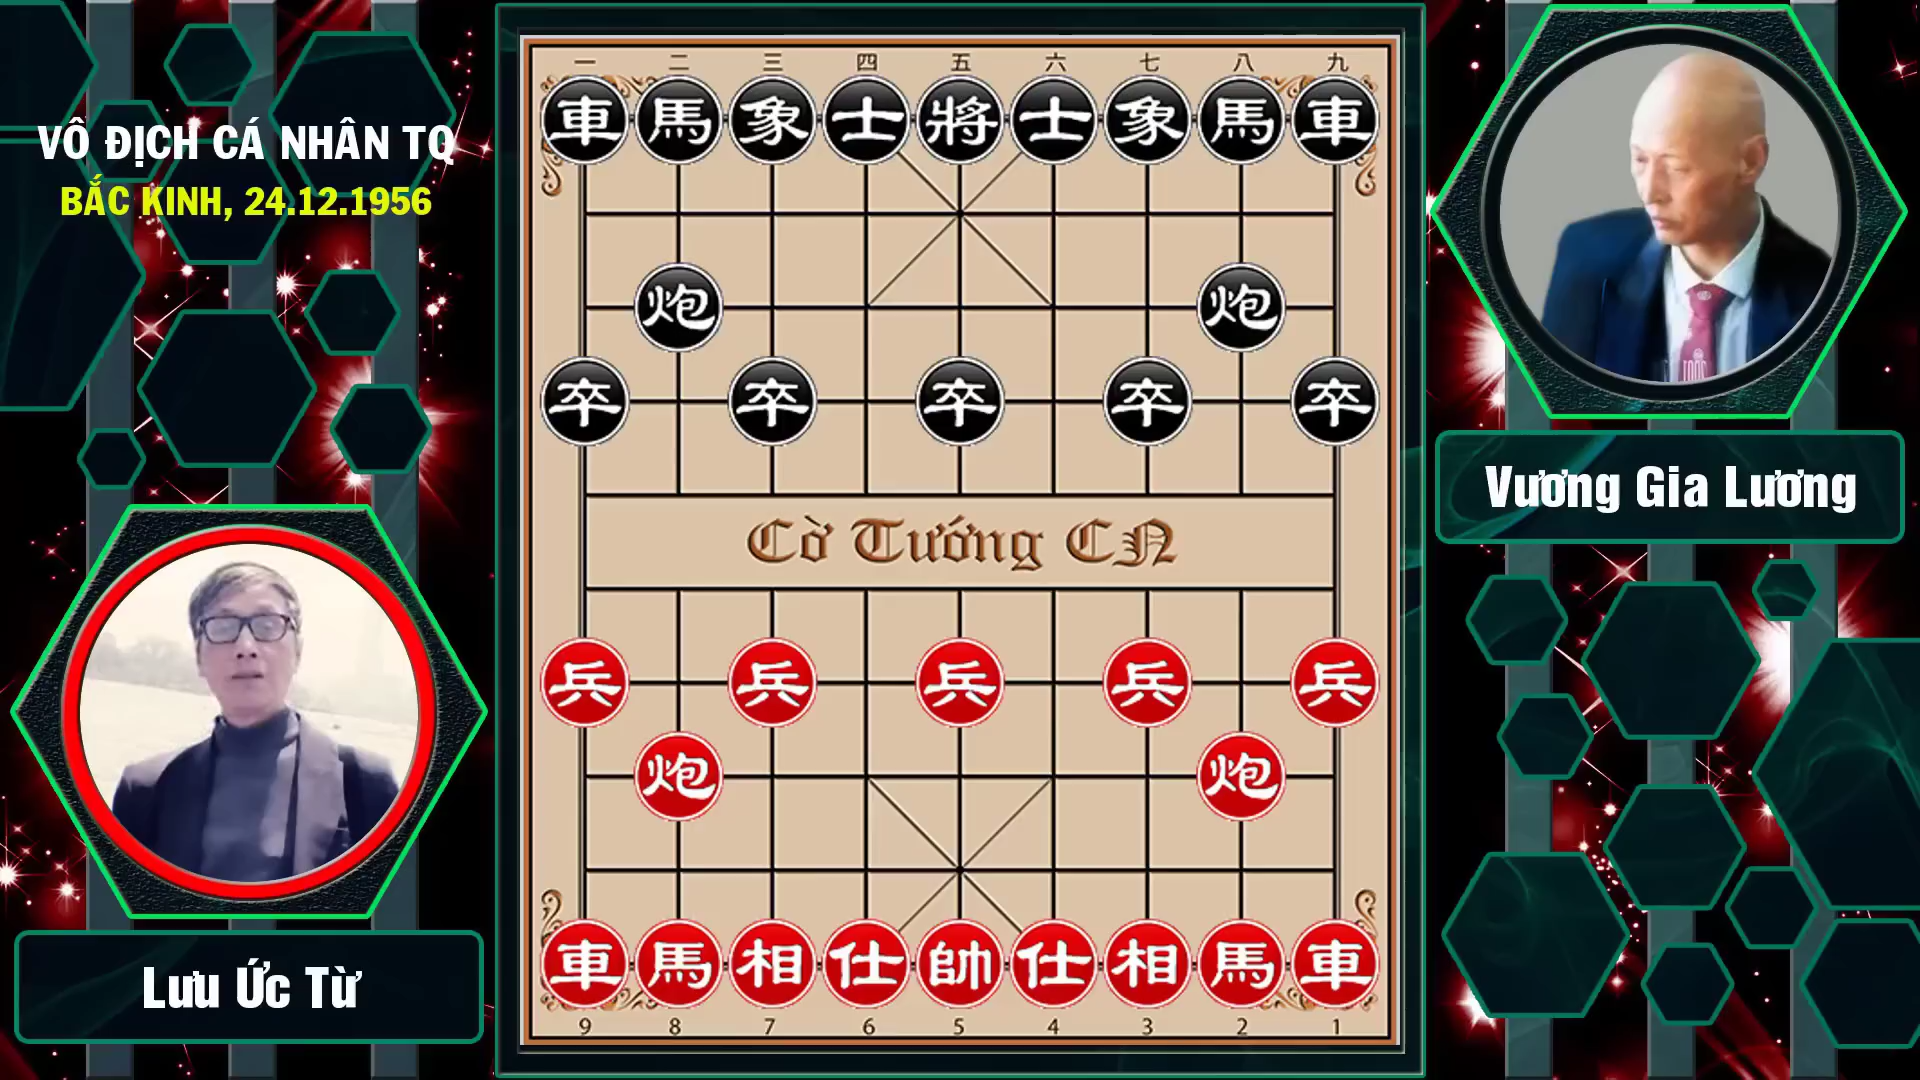 VÔ ĐỊCH CÁ NHÂN TQ
BẮC KINH, 24.12.1956
Lưu Ức Từ
Vương Gia Lương
一 二 三 四 五 六 七 八 九
車 馬 象 士 將 士 象 馬 車
炮 炮
卒 卒 卒 卒 卒
Cờ Tướng CN
兵 兵 兵 兵 兵
炮 炮
車 馬 相 仕 帥 仕 相 馬 車
9 8 7 6 5 4 3 2 1